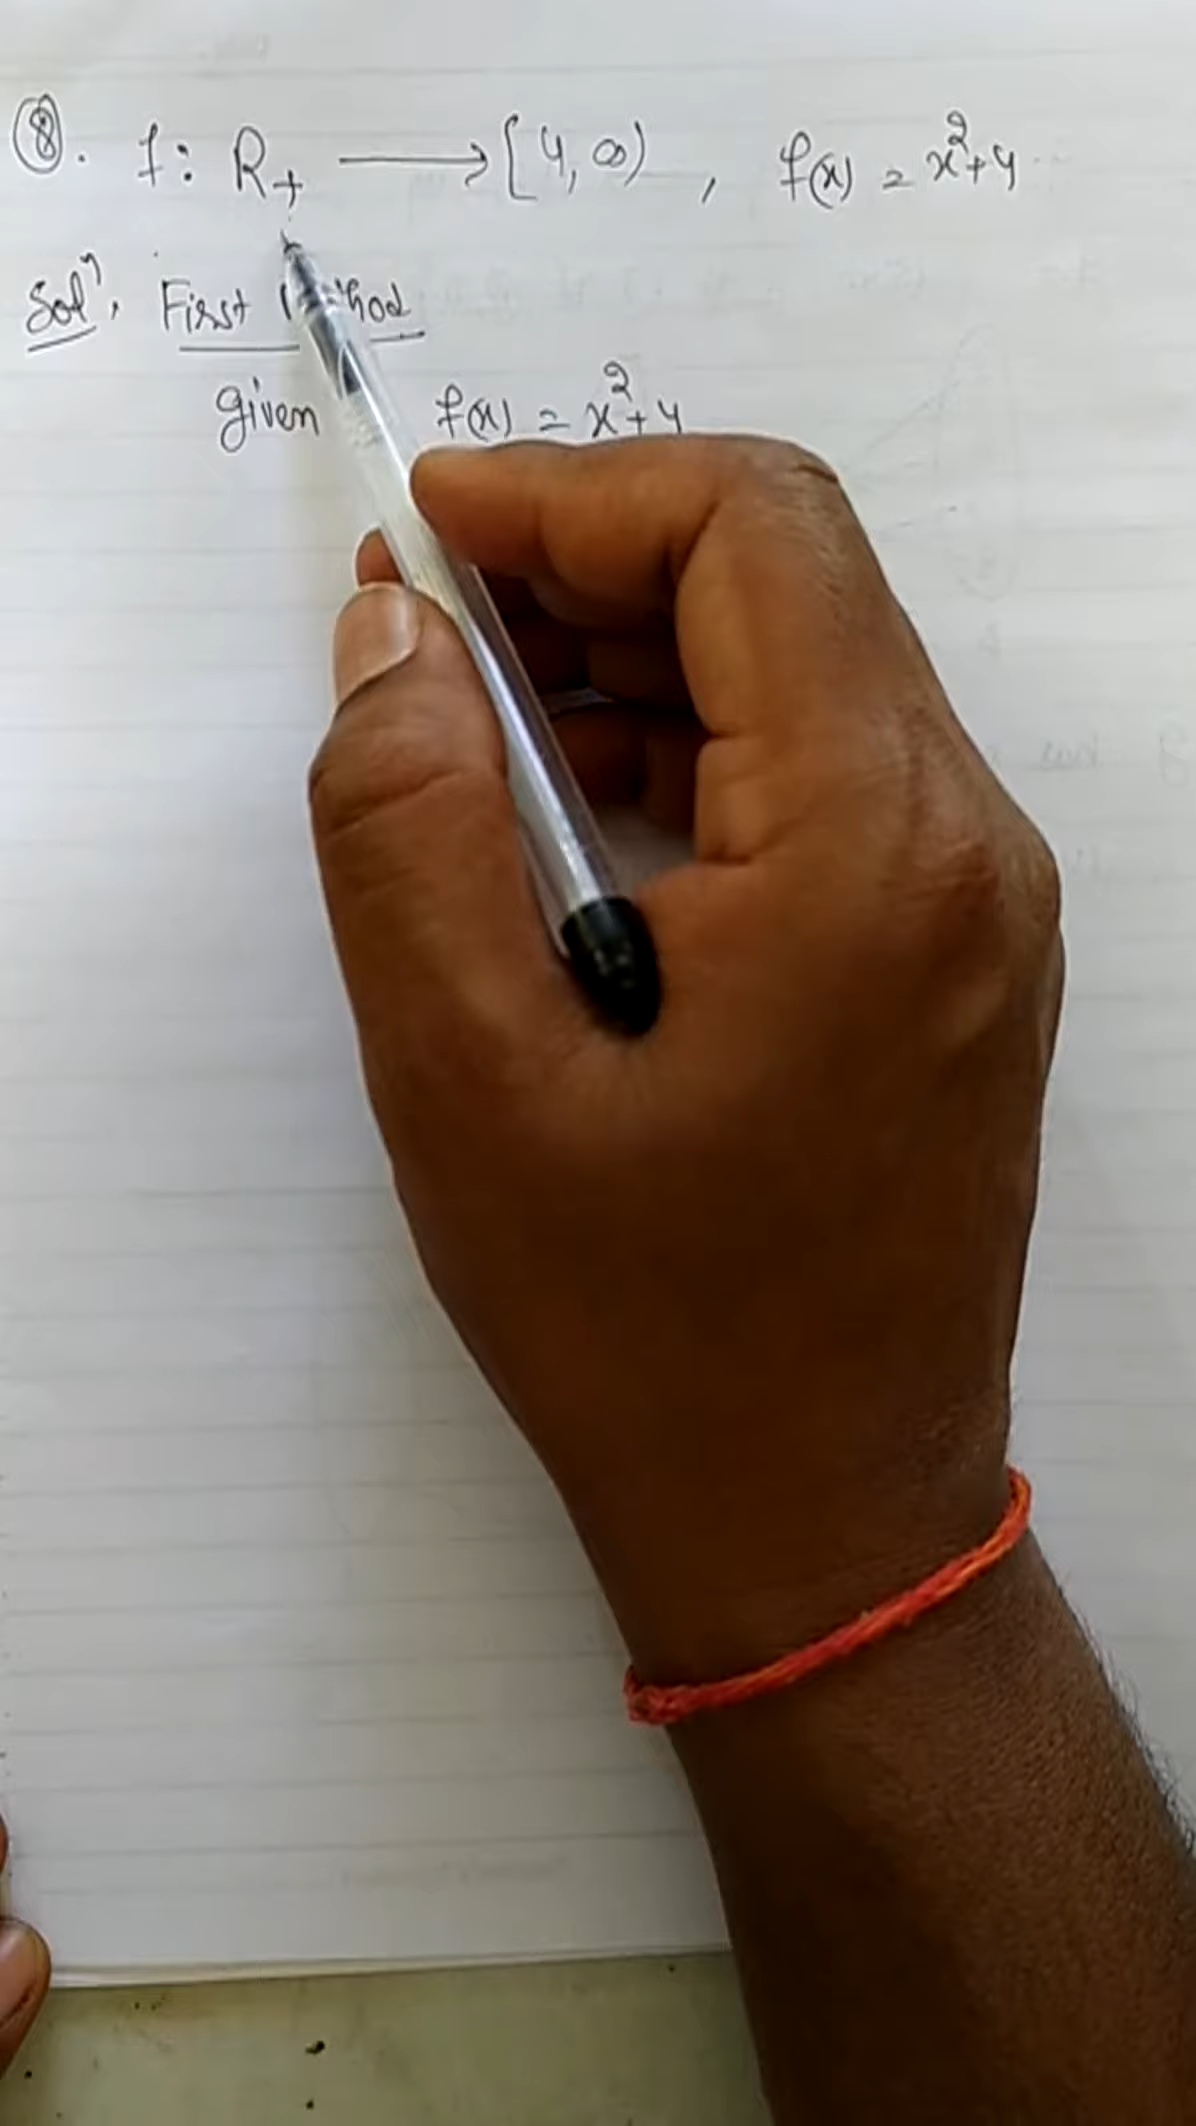 ⑧. f: R₊ ⟶ [4, ∞), f(x) = x²+4
Solⁿ, First
given f(x) = x²+4